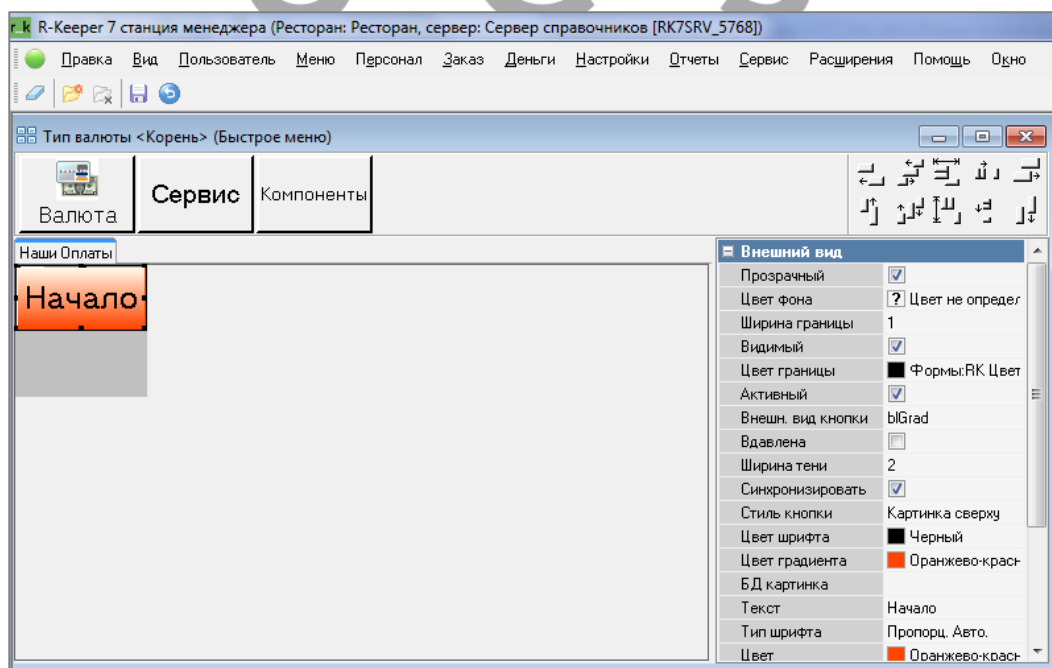 r_k R-Keeper 7 станция менеджера (Ресторан: Ресторан, сервер: Сервер справочников [RK7SRV_5768])
Правка Вид Пользователь Меню Персонал Заказ Деньги Настройки Отчеты Сервис Расширения Помощь Окно
Тип валюты <Корень> (Быстрое меню)
Валюта
Сервис
Компоненты
Наши Оплаты
Начало
Внешний вид
Прозрачный
Цвет фона ? Цвет не определ
Ширина границы 1
Видимый
Цвет границы Формы:RK Цвет
Активный
Внешн. вид кнопки blGrad
Вдавлена
Ширина тени 2
Синхронизировать
Стиль кнопки Картинка сверху
Цвет шрифта Черный
Цвет градиента Оранжево-красн
БД картинка
Текст Начало
Тип шрифта Пропорц. Авто.
Цвет Оранжево-красн